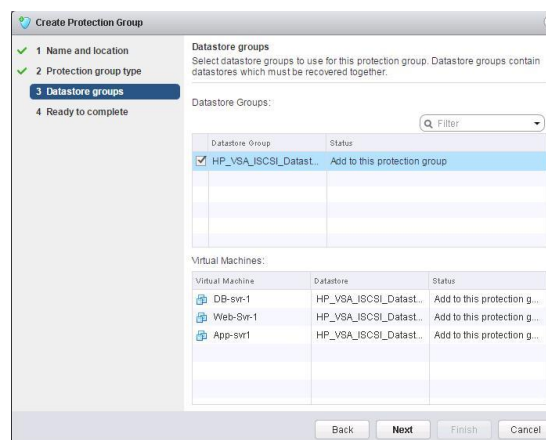 Create Protection Group
1 Name and location
2 Protection group type
3 Datastore groups
4 Ready to complete
Datastore groups
Select datastore groups to use for this protection group. Datastore groups contain
datastores which must be recovered together.
Datastore Groups:
Filter
Datastore Group Status
HP_VSA_ISCSI_Datast... Add to this protection group
Virtual Machines:
Virtual Machine Datastore Status
DB-svr-1 HP_VSA_ISCSI_Datast... Add to this protection g...
Web-Svr-1 HP_VSA_ISCSI_Datast... Add to this protection g...
App-svr1 HP_VSA_ISCSI_Datast... Add to this protection g...
Back Next Finish Cancel